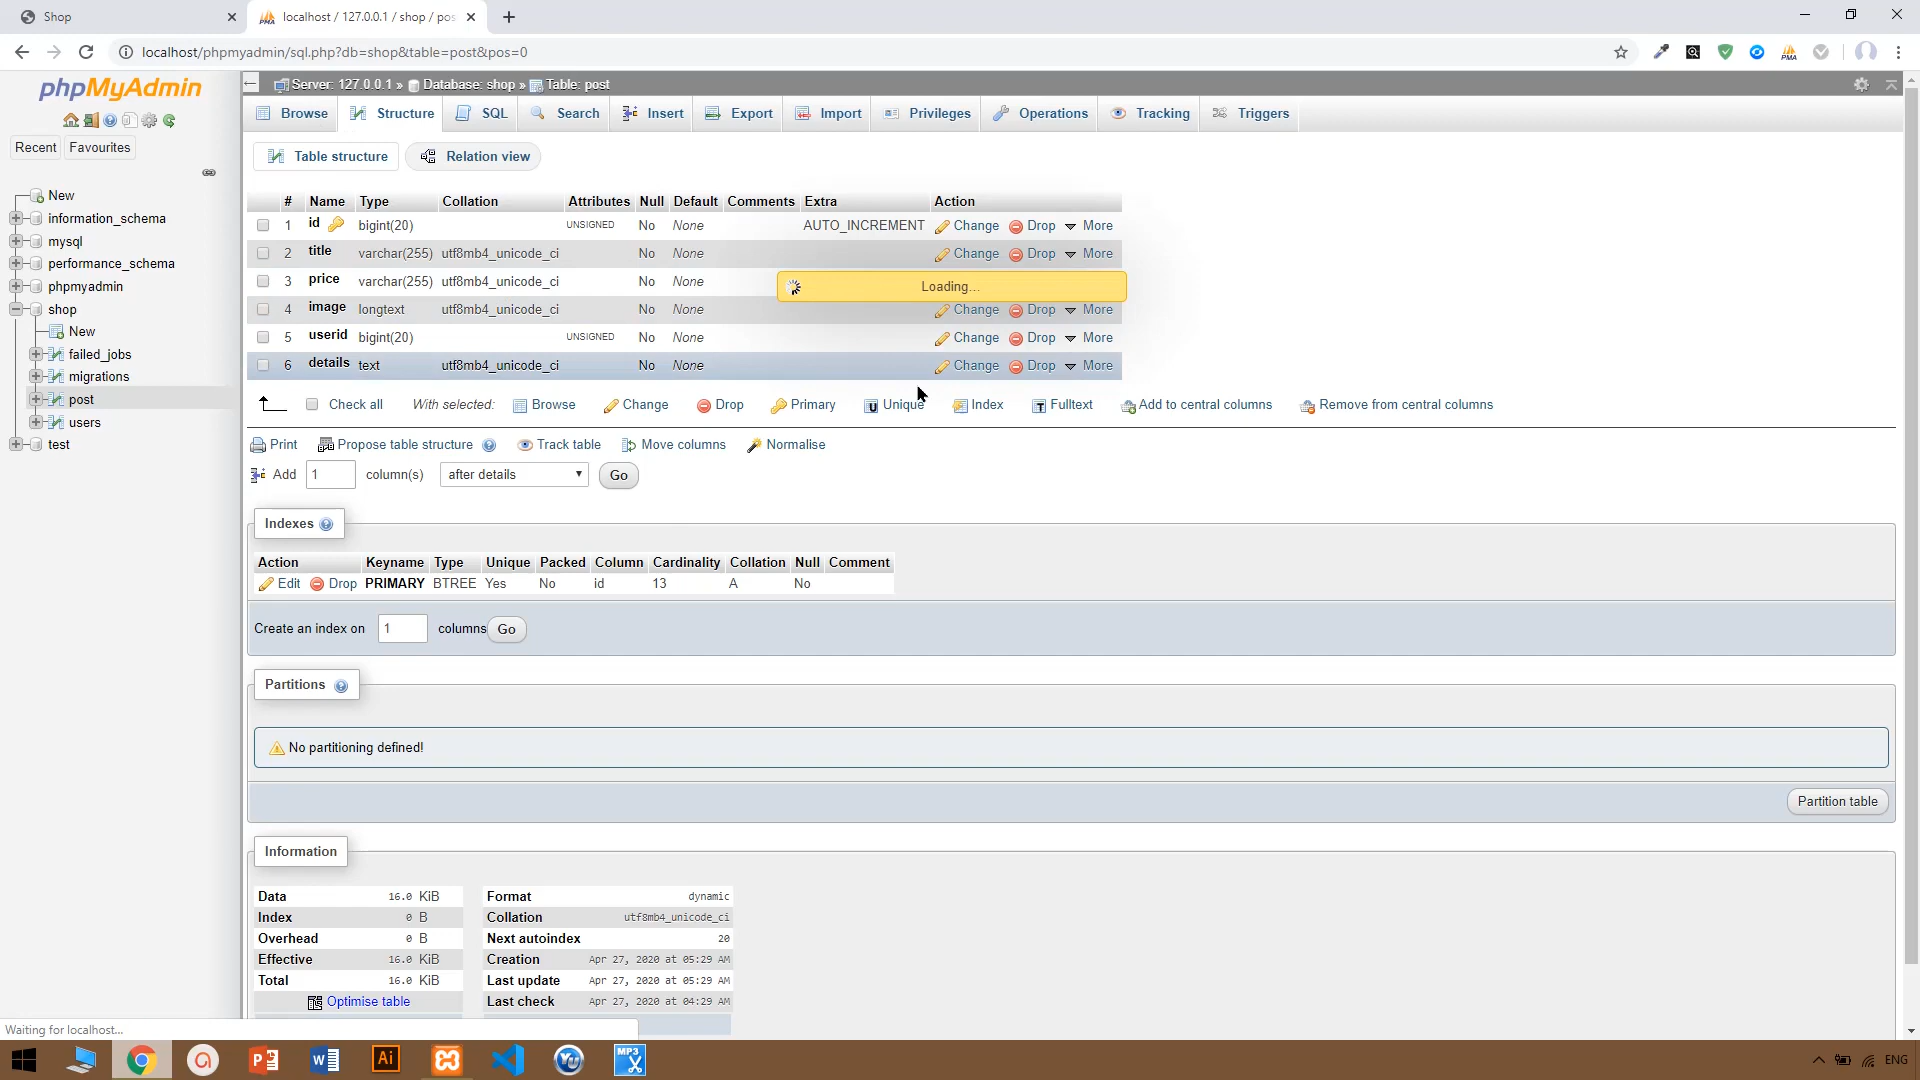 Shop
localhost / 127.0.0.1 / shop / pos
localhost/phpmyadmin/sql.php?db=shop&table=post&pos=0
phpMyAdmin
Recent Favourites
New
information_schema
mysql
performance_schema
phpmyadmin
shop
New
failed_jobs
migrations
post
users
test
Server: 127.0.0.1 » Database: shop » Table: post
Browse Structure SQL Search Insert Export Import Privileges Operations Tracking Triggers
Table structure Relation view
# Name Type Collation Attributes Null Default Comments Extra Action
1 id bigint(20) UNSIGNED No None AUTO_INCREMENT Change Drop More
2 title varchar(255) utf8mb4_unicode_ci No None Change Drop More
3 price varchar(255) utf8mb4_unicode_ci No None
Loading...
4 image longtext utf8mb4_unicode_ci No None Change Drop More
5 userid bigint(20) UNSIGNED No None Change Drop More
6 details text utf8mb4_unicode_ci No None Change Drop More
Check all With selected: Browse Change Drop Primary Unique Index Fulltext Add to central columns Remove from central columns
Print Propose table structure Track table Move columns Normalise
Add 1 column(s) after details Go
Indexes
Action Keyname Type Unique Packed Column Cardinality Collation Null Comment
Edit Drop PRIMARY BTREE Yes No id 13 A No
Create an index on 1 columns Go
Partitions
No partitioning defined!
Partition table
Information
Data 16.0 KiB
Index 0 B
Overhead 0 B
Effective 16.0 KiB
Total 16.0 KiB
Optimise table
Format dynamic
Collation utf8mb4_unicode_ci
Next autoindex 20
Creation Apr 27, 2020 at 05:29 AM
Last update Apr 27, 2020 at 05:29 AM
Last check Apr 27, 2020 at 04:29 AM
Waiting for localhost...
MP3
ENG